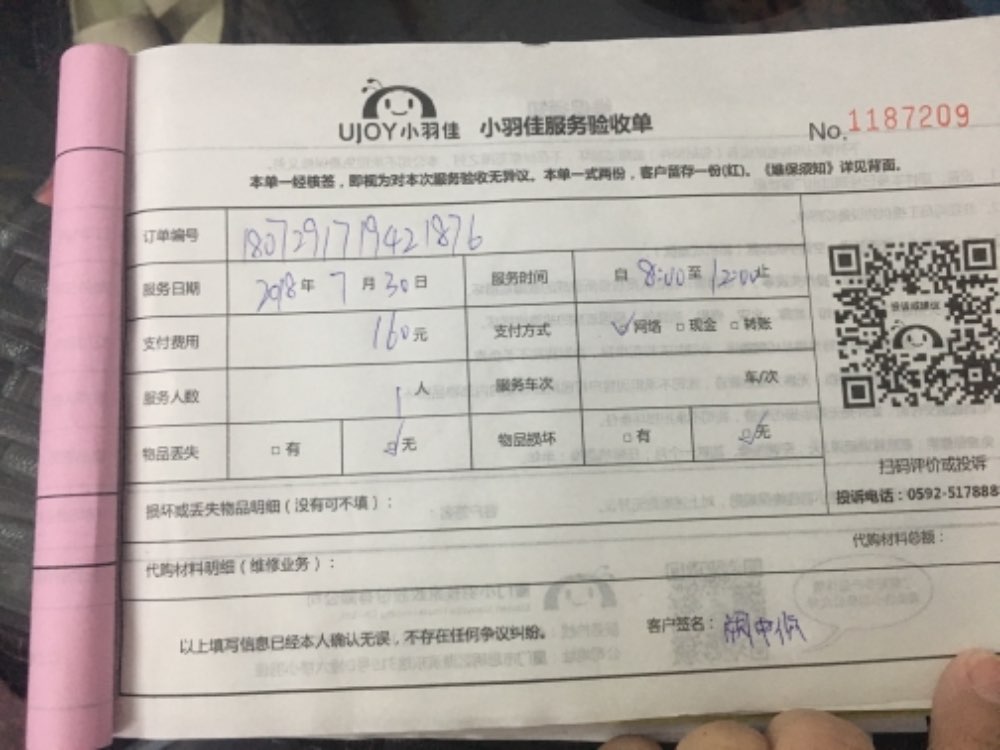 UJOY小羽佳 小羽佳服务验收单 No.1187209
本单一经核签，即视为对本次服务验收无异议。本单一式两份，客户留存一份(红)。《维保须知》详见背面。
订单编号 1807291719421876
服务日期 2018年 7月 30日 服务时间 自 8:00至 12:00止
支付费用 160元 支付方式 ☑网络 □现金 □转账
服务人数 1人 服务车次 车/次
物品丢失 □有 ☑无 物品损坏 □有 ☑无
投诉或建议
扫码评价或投诉
投诉电话：0592-517888
损坏或丢失物品明细（没有可不填）：
代购材料明细（维修业务）： 代购材料总额：
以上填写信息已经本人确认无误，不存在任何争议纠纷。 客户签名：